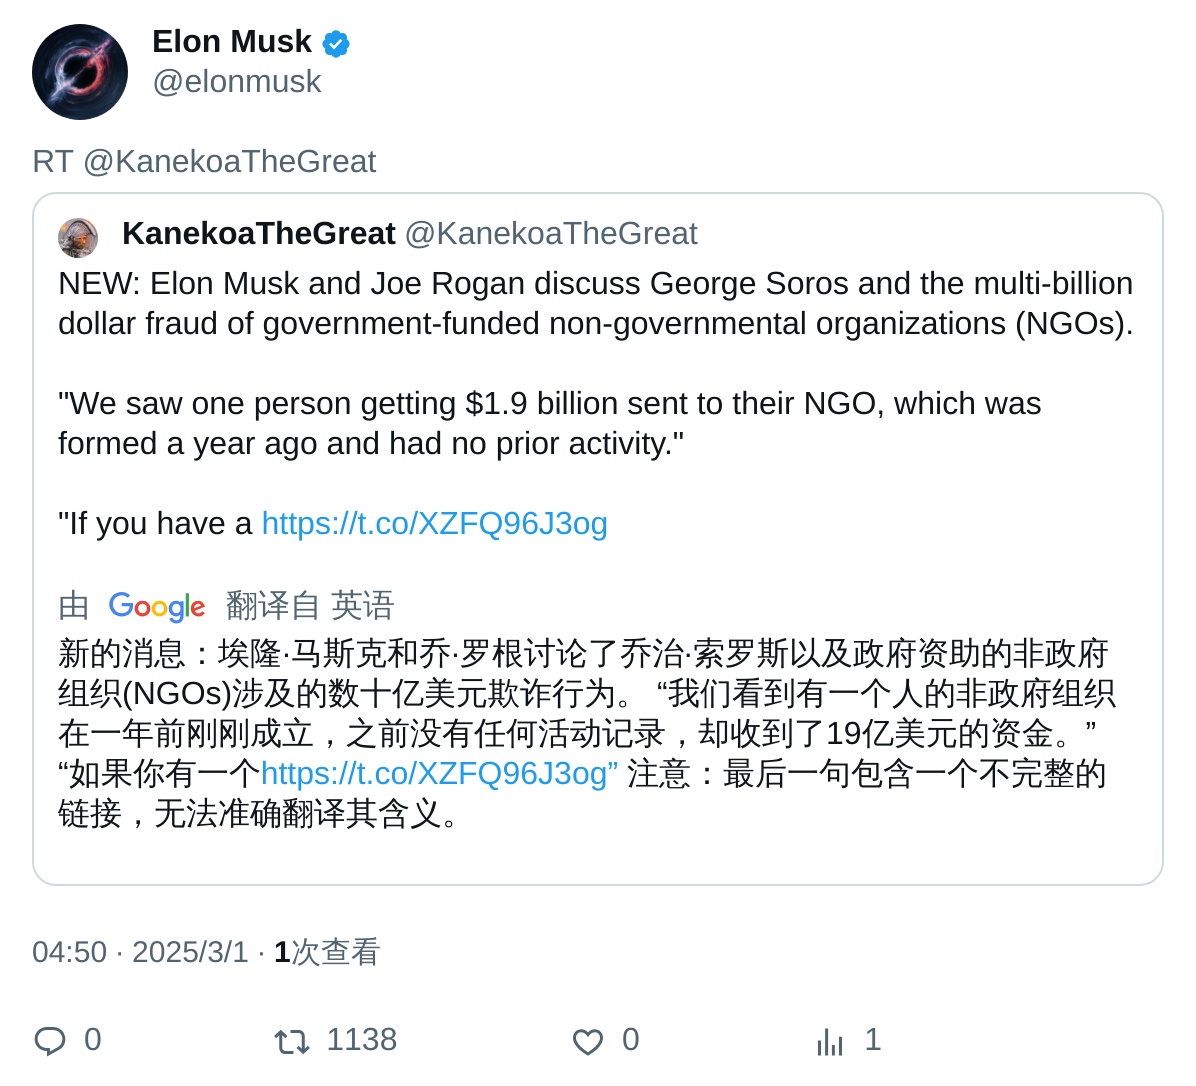 Elon Musk
@elonmusk
RT @KanekoaTheGreat
KanekoaTheGreat @KanekoaTheGreat
NEW: Elon Musk and Joe Rogan discuss George Soros and the multi-billion
dollar fraud of government-funded non-governmental organizations (NGOs).
"We saw one person getting $1.9 billion sent to their NGO, which was
formed a year ago and had no prior activity."
"If you have a https://t.co/XZFQ96J3og
由 Google 翻译自 英语
新的消息：埃隆·马斯克和乔·罗根讨论了乔治·索罗斯以及政府资助的非政府
组织(NGOs)涉及的数十亿美元欺诈行为。 “我们看到有一个人的非政府组织
在一年前刚刚成立，之前没有任何活动记录，却收到了19亿美元的资金。”
“如果你有一个https://t.co/XZFQ96J3og” 注意：最后一句包含一个不完整的
链接，无法准确翻译其含义。
04:50 · 2025/3/1 · 1次查看
0 1138 0 1